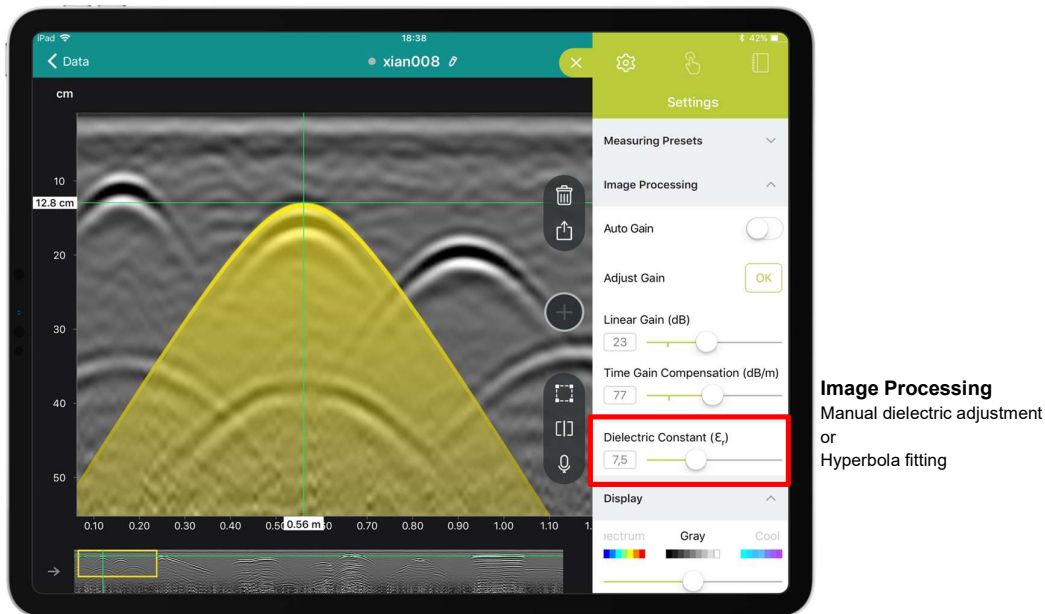 iPad 18:38 42%
Data xian008
Settings
cm
Measuring Presets
10
Image Processing
12.8 cm
20
Auto Gain
Adjust Gain OK
30
Linear Gain (dB)
23
Time Gain Compensation (dB/m)
77
40
Dielectric Constant (Ɛr)
7,5
50
Display
0.10 0.20 0.30 0.40 0.56 m 0.70 0.80 0.90 1.00 1.10
Gray Cool
Image Processing
Manual dielectric adjustment
or
Hyperbola fitting